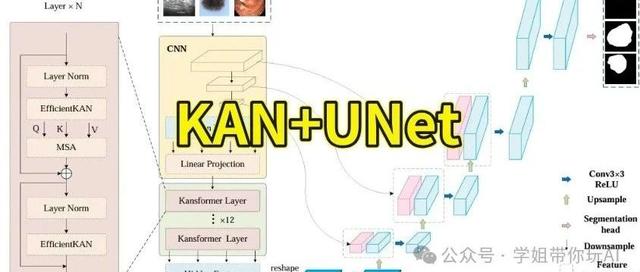 Layer × N
Layer Norm
EfficientKAN
Q
K
V
MSA
Layer Norm
EfficientKAN
CNN
Linear Projection
Kansformer Layer
×12
Kansformer Layer
reshape
KAN+UNet
Conv3×3
ReLU
Upsample
Segmentation
head
Downsample
Feature
公众号 · 学姐带你玩AI